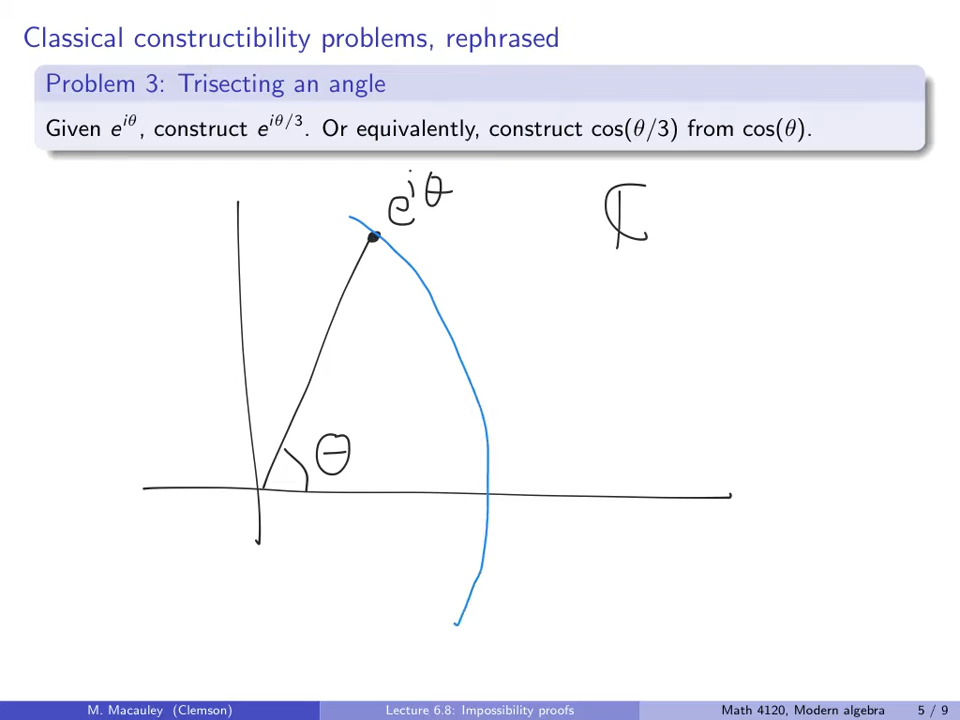 Classical constructibility problems, rephrased
Problem 3: Trisecting an angle
Given e^{iθ}, construct e^{iθ/3}. Or equivalently, construct cos(θ/3) from cos(θ).
e^{iθ}
ℂ
θ
M. Macauley (Clemson)
Lecture 6.8: Impossibility proofs
Math 4120, Modern algebra
5 / 9